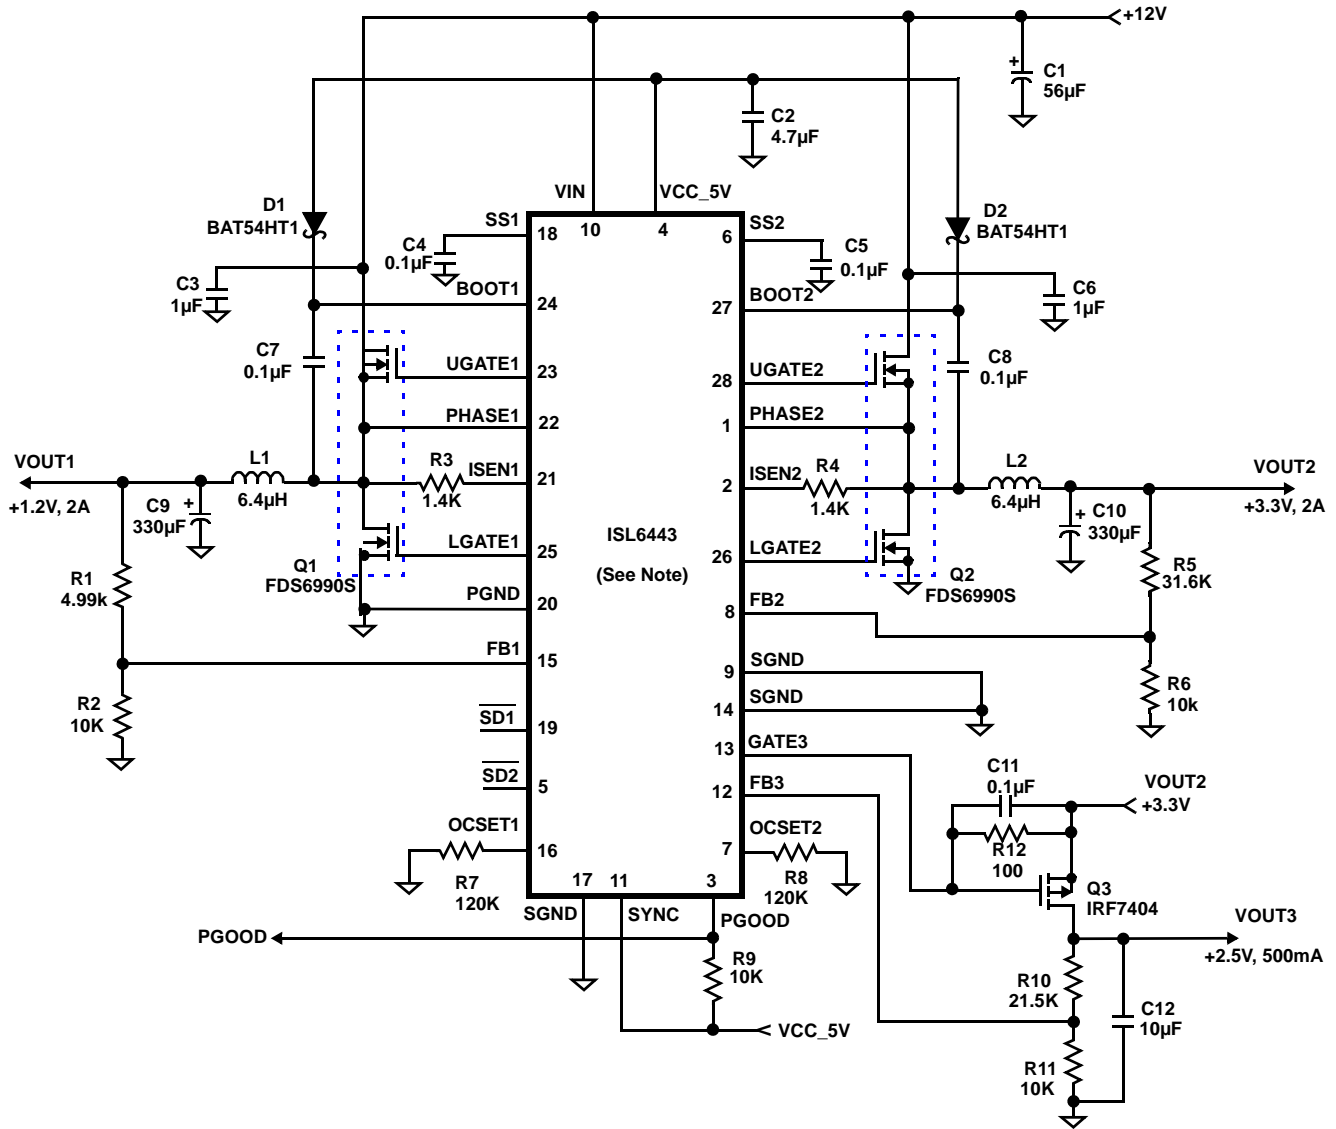 +12V
+
C1
56µF
C2
4.7µF
VIN
VCC_5V
D1
BAT54HT1
D2
BAT54HT1
SS1
18
10
4
6
SS2
C4
0.1µF
C5
0.1µF
C3
1µF
C6
1µF
BOOT1
24
27
BOOT2
C7
0.1µF
C8
0.1µF
UGATE1
23
28
UGATE2
PHASE1
22
1
PHASE2
VOUT1
+1.2V, 2A
L1
6.4µH
C9
+
330µF
R3
1.4K
ISEN1
21
2
ISEN2
R4
1.4K
L2
6.4µH
VOUT2
+3.3V, 2A
+
C10
330µF
ISL6443
(See Note)
LGATE1
25
26
LGATE2
Q1
FDS6990S
Q2
FDS6990S
R1
4.99k
R5
31.6K
PGND
20
8
FB2
FB1
15
9
SGND
R2
10K
R6
10k
14
SGND
SD1
19
13
GATE3
SD2
5
12
FB3
C11
0.1µF
VOUT2
+3.3V
R12
100
OCSET1
16
7
OCSET2
R7
120K
R8
120K
17
11
3
SGND
SYNC
PGOOD
Q3
IRF7404
PGOOD
VOUT3
+2.5V, 500mA
R9
10K
R10
21.5K
C12
10µF
VCC_5V
R11
10K